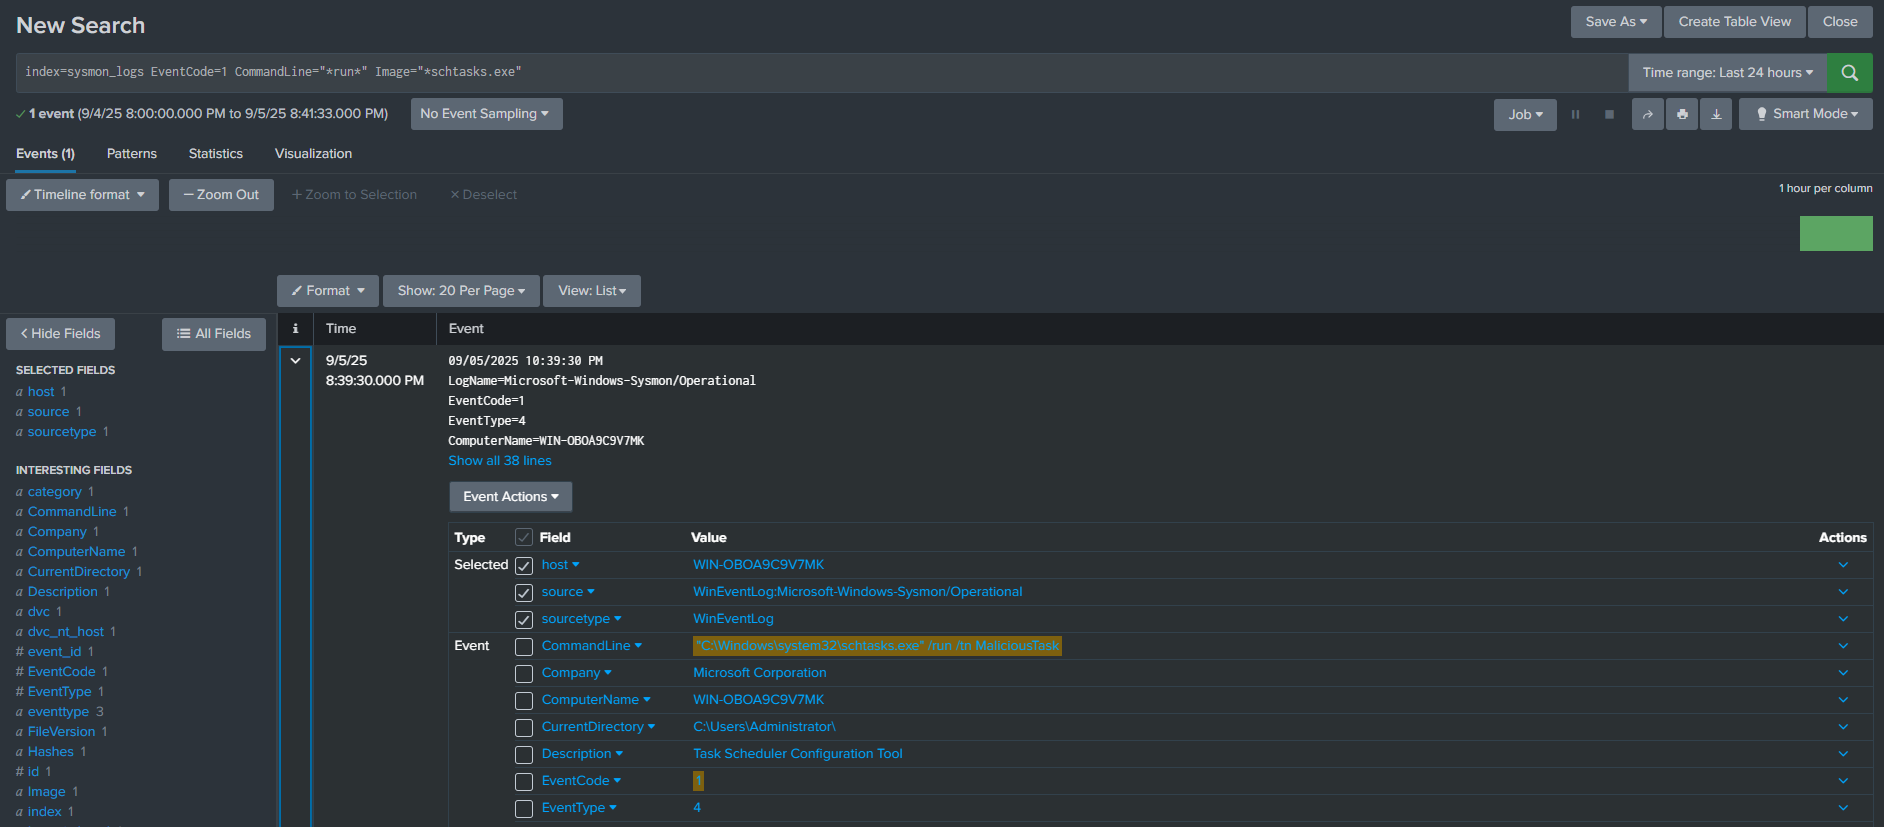 New Search
Save As
Create Table View
Close
index=sysmon_logs EventCode=1 CommandLine="*run*" Image="*schtasks.exe"
Time range: Last 24 hours
1 event (9/4/25 8:00:00.000 PM to 9/5/25 8:41:33.000 PM)
No Event Sampling
Job
Smart Mode
Events (1)
Patterns
Statistics
Visualization
Timeline format
Zoom Out
Zoom to Selection
Deselect
1 hour per column
Format
Show: 20 Per Page
View: List
Hide Fields
All Fields
SELECTED FIELDS
a host 1
a source 1
a sourcetype 1
INTERESTING FIELDS
a category 1
a CommandLine 1
a Company 1
a ComputerName 1
a CurrentDirectory 1
a Description 1
a dvc 1
a dvc_nt_host 1
# event_id 1
# EventCode 1
# EventType 1
a eventtype 3
a FileVersion 1
a Hashes 1
# id 1
a Image 1
a index 1
i Time Event
9/5/25
8:39:30.000 PM
09/05/2025 10:39:30 PM
LogName=Microsoft-Windows-Sysmon/Operational
EventCode=1
EventType=4
ComputerName=WIN-OBOA9C9V7MK
Show all 38 lines
Event Actions
Type Field Value Actions
Selected host WIN-OBOA9C9V7MK
source WinEventLog:Microsoft-Windows-Sysmon/Operational
sourcetype WinEventLog
Event CommandLine "C:\Windows\system32\schtasks.exe" /run /tn MaliciousTask
Company Microsoft Corporation
ComputerName WIN-OBOA9C9V7MK
CurrentDirectory C:\Users\Administrator\
Description Task Scheduler Configuration Tool
EventCode 1
EventType 4